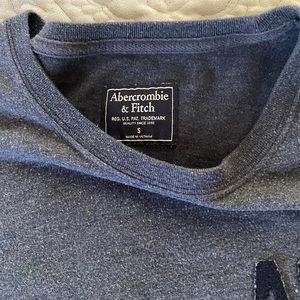 Abercrombie
& Fitch
REG. U.S. PAT. TRADEMARK
QUALITY SINCE 1892
S
MADE IN VIETNAM
A